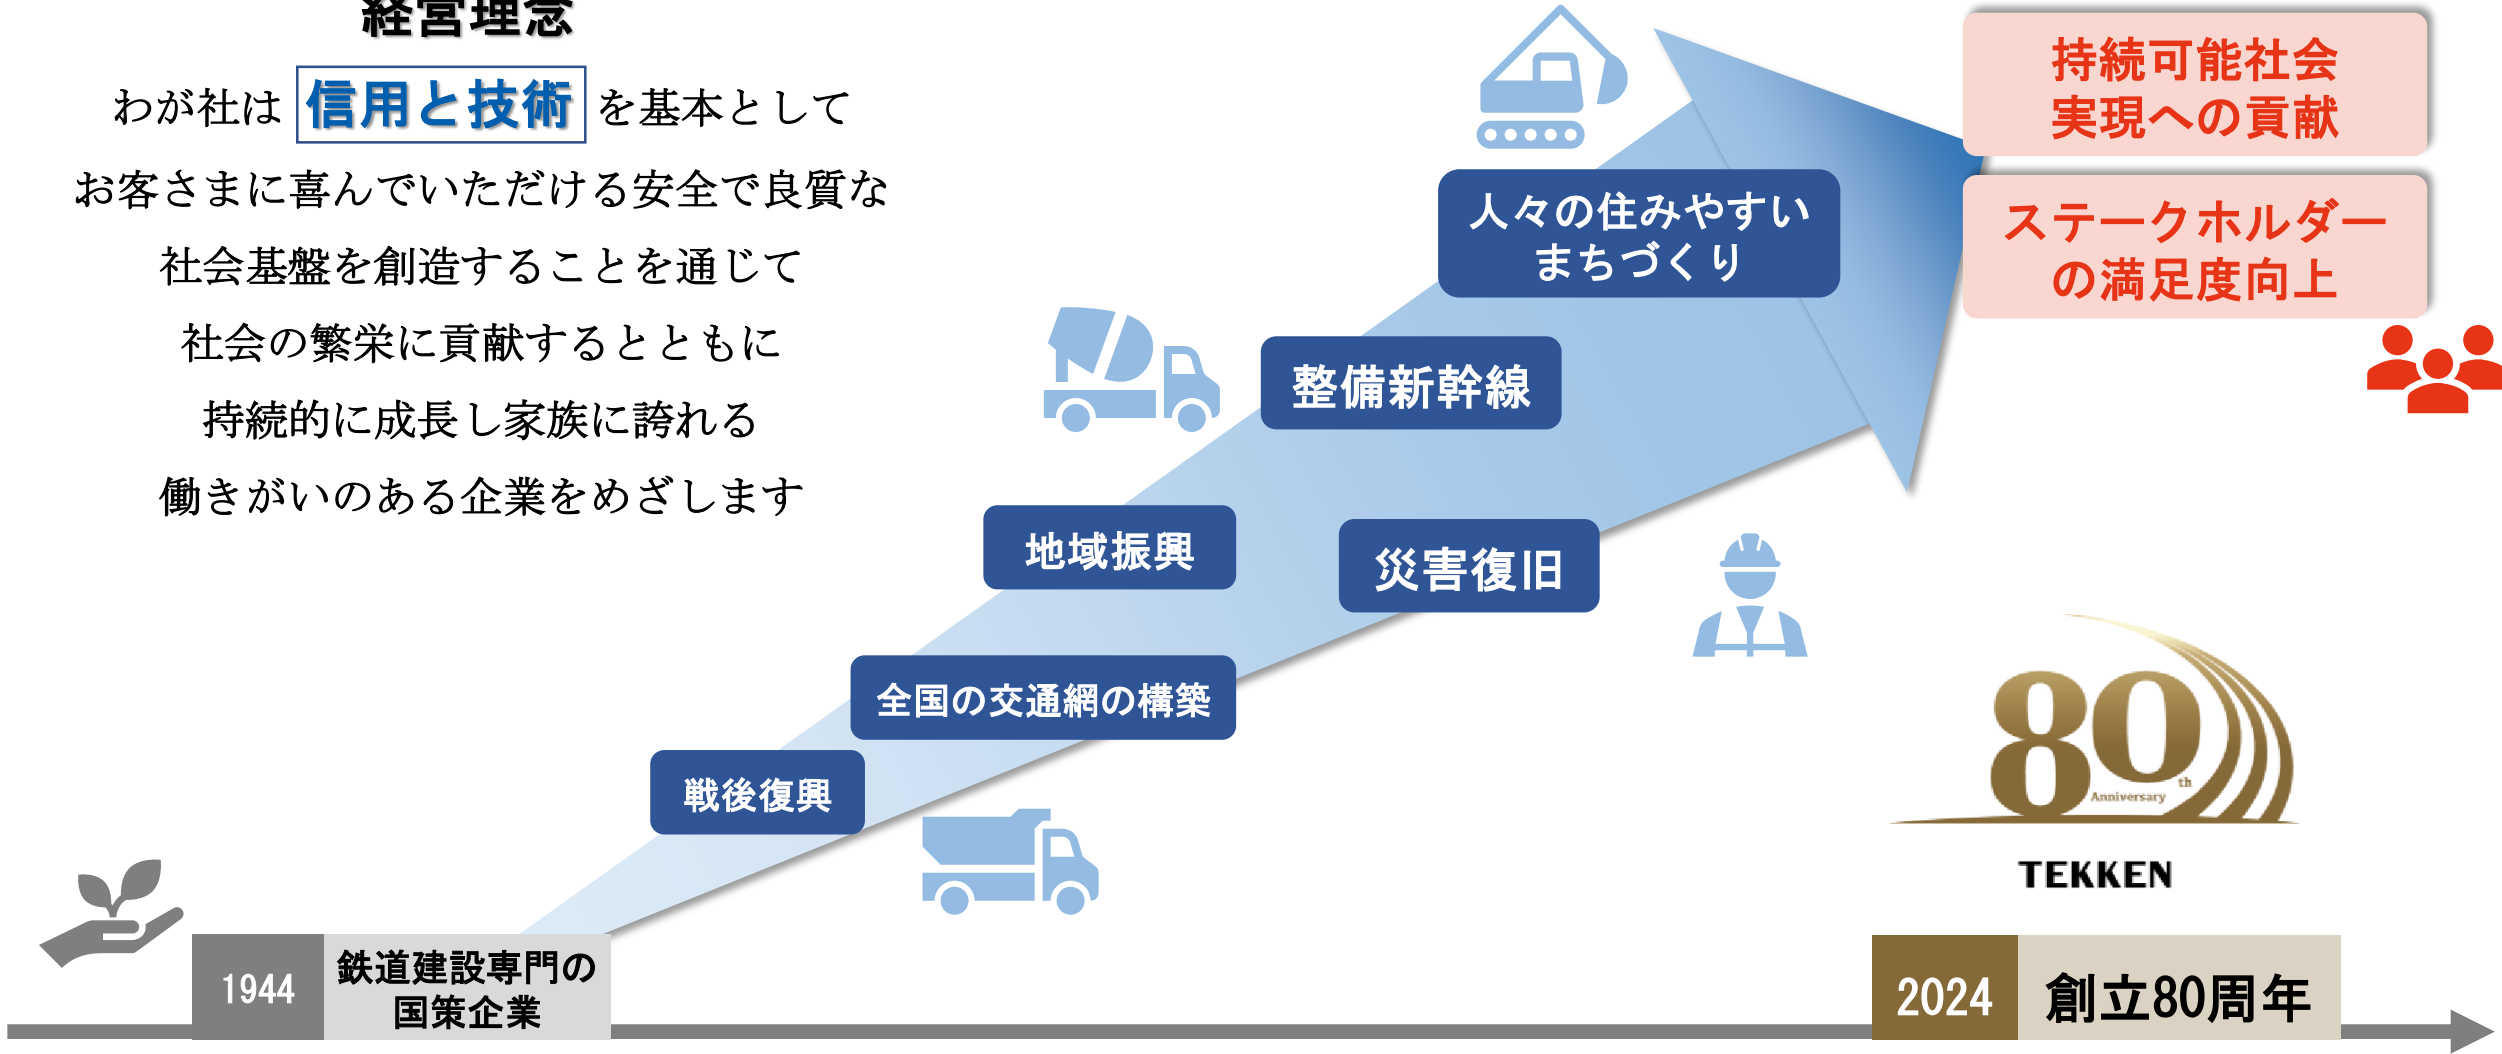 経営理念
わが社は 信用と技術 を基本として
お客さまに喜んでいただける安全で良質な
社会基盤を創造することを通じて
社会の繁栄に貢献するとともに
持続的に成長し家族に誇れる
働きがいのある企業をめざします
持続可能社会
実現への貢献
ステークホルダー
の満足度向上
人々の住みやすい
まちづくり
整備新幹線
地域振興
災害復旧
全国の交通網の構築
戦後復興
80th
Anniversary
TEKKEN
1944
鉄道建設専門の
国策企業
2024
創立80周年